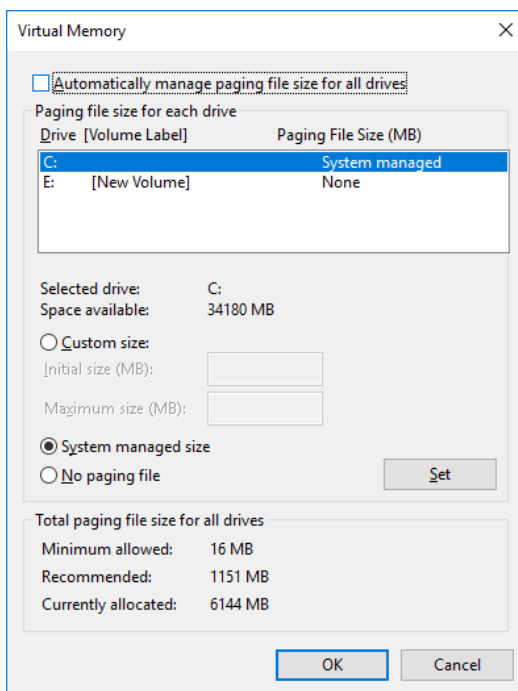 Virtual Memory
Automatically manage paging file size for all drives
Paging file size for each drive
Drive [Volume Label] Paging File Size (MB)
C: System managed
E: [New Volume] None
Selected drive: C:
Space available: 34180 MB
Custom size:
Initial size (MB):
Maximum size (MB):
System managed size
No paging file
Set
Total paging file size for all drives
Minimum allowed: 16 MB
Recommended: 1151 MB
Currently allocated: 6144 MB
OK Cancel